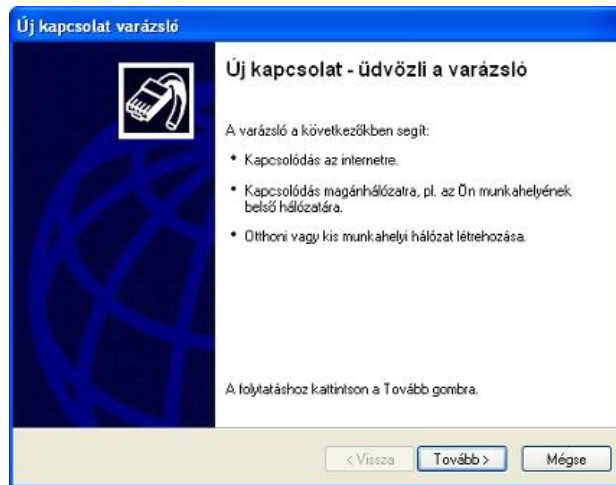 Új kapcsolat varázsló
Új kapcsolat - üdvözli a varázsló
A varázsló a következőkben segít:
• Kapcsolódás az internetre.
• Kapcsolódás magánhálózatra, pl. az Ön munkahelyének
belső hálózatára.
• Otthoni vagy kis munkahelyi hálózat létrehozása.
A folytatáshoz kattintson a Tovább gombra.
< Vissza
Tovább >
Mégse